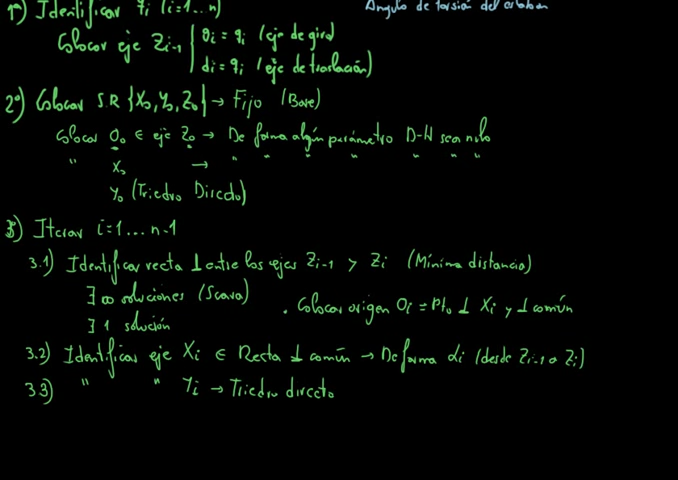 1º) Identificar qi (i=1...n)
Ángulo de torsión del eslabón
Colocar eje Zi-1 { θi = qi (eje de giro)
di = qi (eje de traslación)
2º) Colocar S.R {X0, Y0, Z0} → Fijo (Base)
Colocar O0 ∈ eje Z0 → De forma algún parámetro D-H sea nulo
" X0 → " " " " " " "
Y0 (Triedro Directo)
3º) Iterar i=1...n-1
3.1) Identificar recta ⊥ entre los ejes Zi-1 y Zi (Mínima distancia)
∃ ∞ soluciones (Scara)
. Colocar origen Oi = Pto ⊥ Xi y ⊥ común
∃ 1 solución
3.2) Identificar eje Xi ∈ Recta ⊥ común → De forma αi (desde Zi-1 a Zi)
3.3) " " Yi → Triedro directo